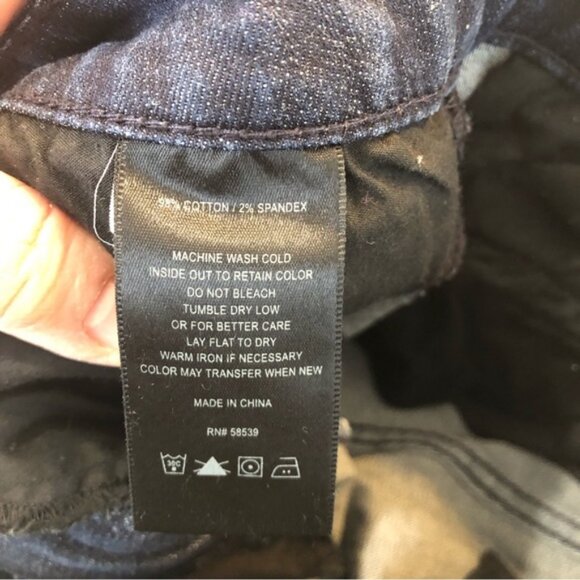 98% COTTON / 2% SPANDEX
MACHINE WASH COLD
INSIDE OUT TO RETAIN COLOR
DO NOT BLEACH
TUMBLE DRY LOW
OR FOR BETTER CARE
LAY FLAT TO DRY
WARM IRON IF NECESSARY
COLOR MAY TRANSFER WHEN NEW
MADE IN CHINA
RN# 58539
30C